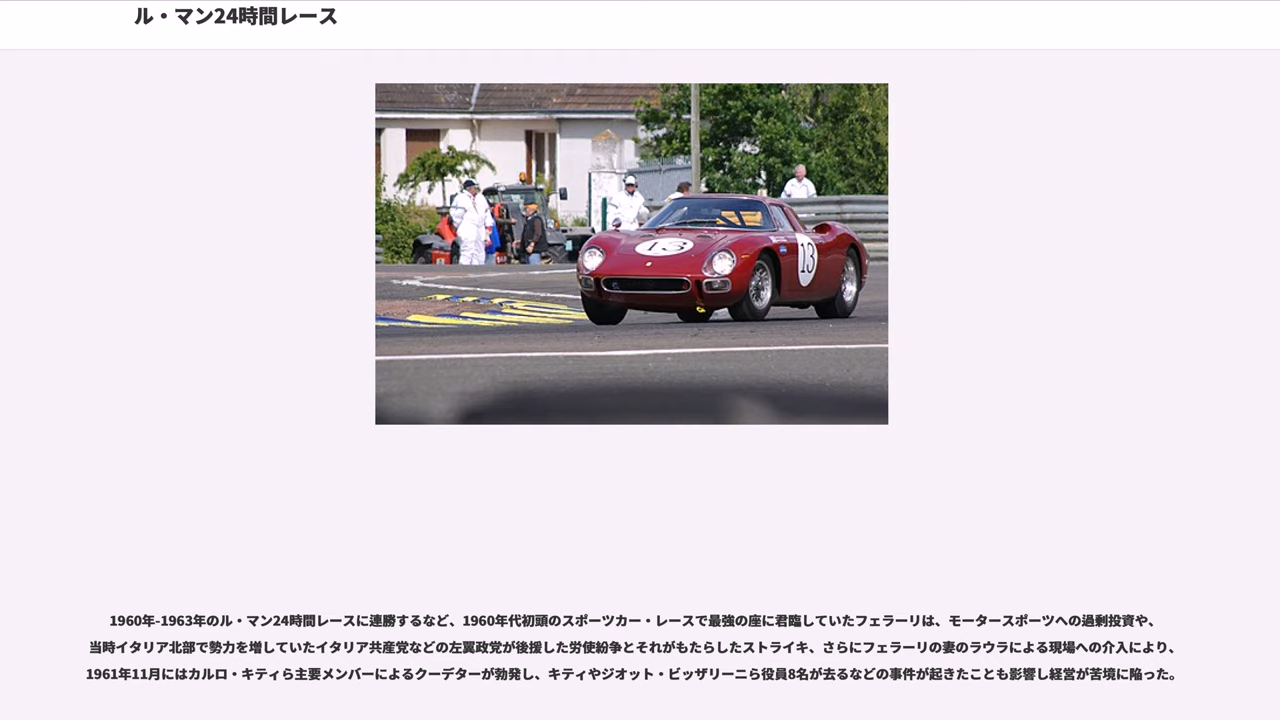 ル・マン24時間レース
13
13
1960年-1963年のル・マン24時間レースに連勝するなど、1960年代初頭のスポーツカー・レースで最強の座に君臨していたフェラーリは、モータースポーツへの過剰投資や、
当時イタリア北部で勢力を増していたイタリア共産党などの左翼政党が後援した労使紛争とそれがもたらしたストライキ、さらにフェラーリの妻のラウラによる現場への介入により、
1961年11月にはカルロ・キティら主要メンバーによるクーデターが勃発し、キティやジオット・ビッザリーニら役員8名が去るなどの事件が起きたことも影響し経営が苦境に陥った。